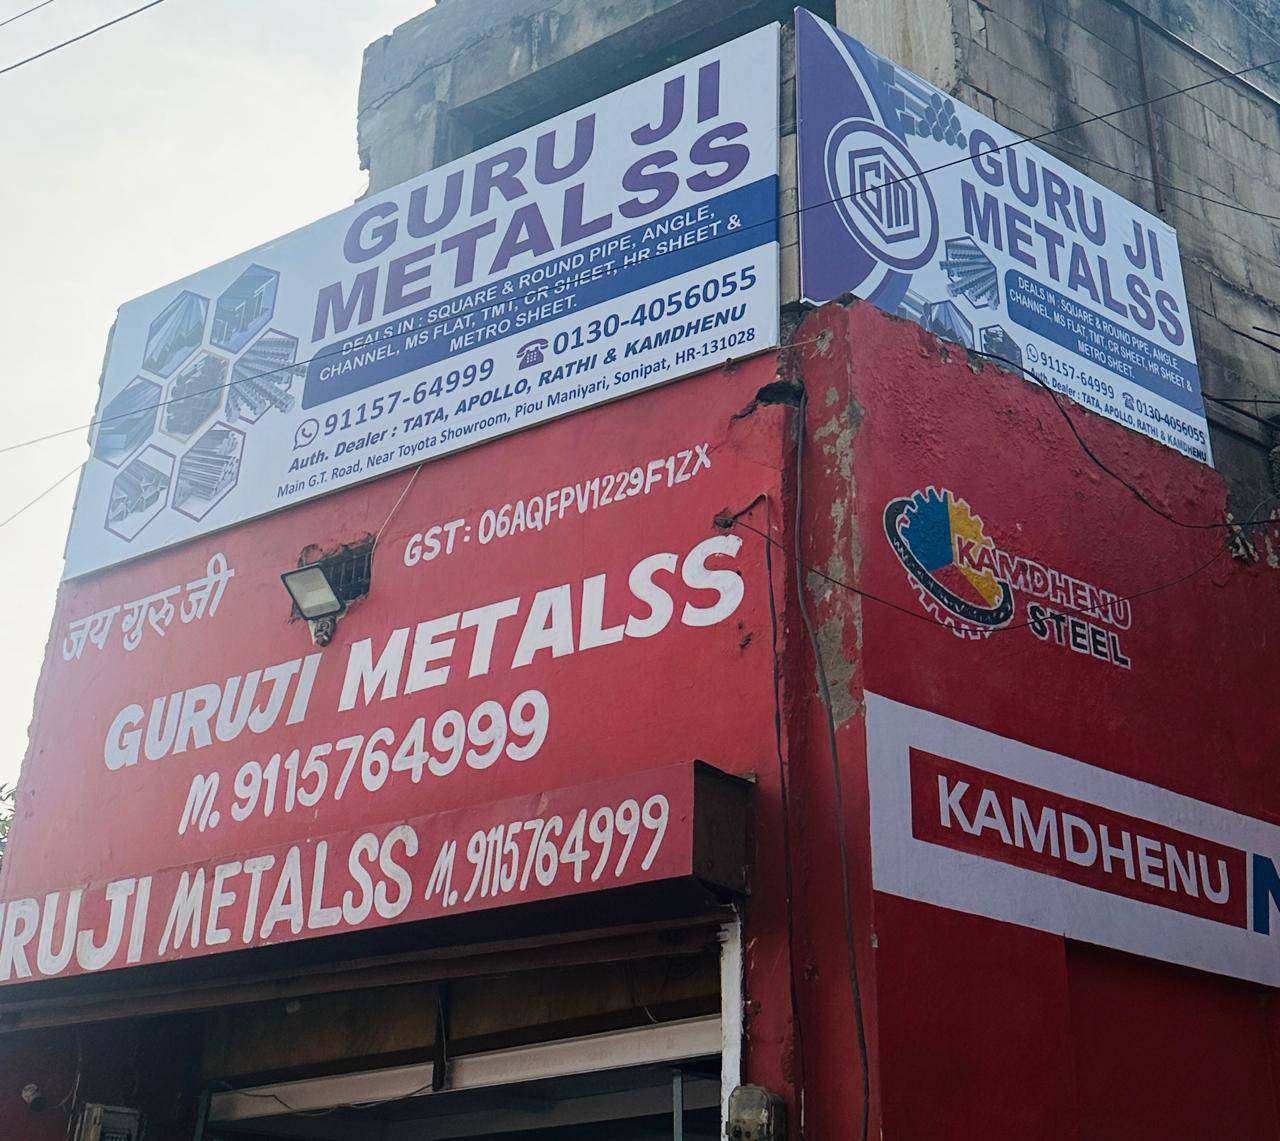 GURU JI
METALSS
DEALS IN : SQUARE & ROUND PIPE, ANGLE,
CHANNEL, MS FLAT, TMT, CR SHEET, HR SHEET &
METRO SHEET.
91157-64999 0130-4056055
Auth. Dealer : TATA, APOLLO, RATHI & KAMDHENU
Main G.T. Road, Near Toyota Showroom, Piou Maniyari, Sonipat, HR-131028
GM
GURU JI
METALSS
DEALS IN : SQUARE & ROUND PIPE, ANGLE,
CHANNEL, MS FLAT, TMT, CR SHEET, HR SHEET &
METRO SHEET.
91157-64999 0130-4056055
Auth. Dealer : TATA, APOLLO, RATHI & KAMDHENU
GST: 06AQFPV1229F1ZX
जय गुरु जी
GURUJI METALSS
M. 9115764999
RUJI METALSS M. 9115764999
KAMDHENU
STEEL
KAMDHENU